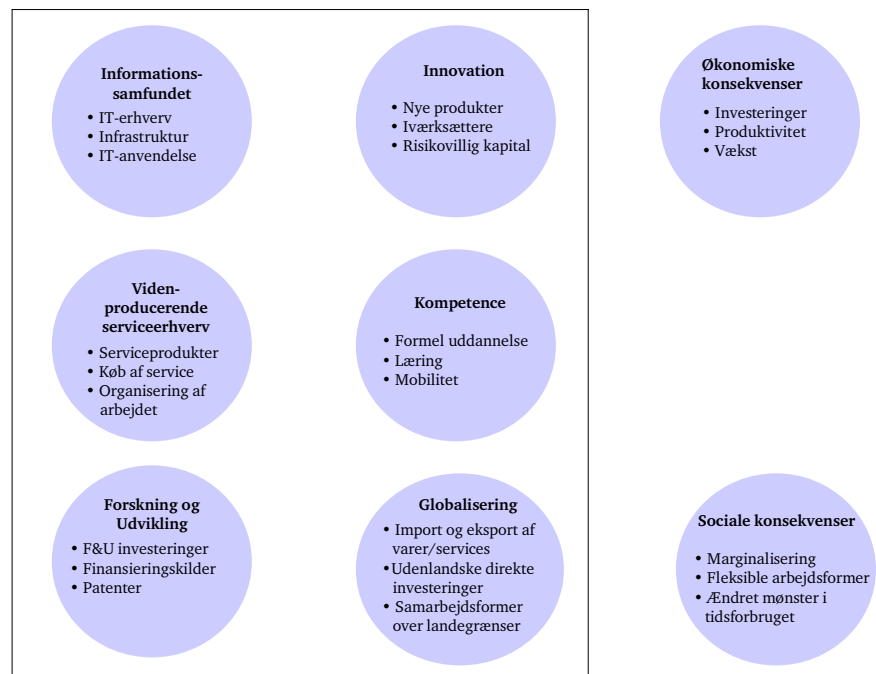 Informations-
samfundet
• IT-erhverv
• Infrastruktur
• IT-anvendelse
Innovation
• Nye produkter
• Iværksættere
• Risikovillig kapital
Økonomiske
konsekvenser
• Investeringer
• Produktivitet
• Vækst
Viden-
producerende
serviceerhverv
• Serviceprodukter
• Køb af service
• Organisering af
arbejdet
Kompetence
• Formel uddannelse
• Læring
• Mobilitet
Forskning og
Udvikling
• F&U investeringer
• Finansieringskilder
• Patenter
Globalisering
• Import og eksport af
varer/services
•Udenlandske direkte
investeringer
• Samarbejdsformer
over landegrænser
Sociale konsekvenser
• Marginalisering
• Fleksible arbejdsformer
• Ændret mønster i
tidsforbruget